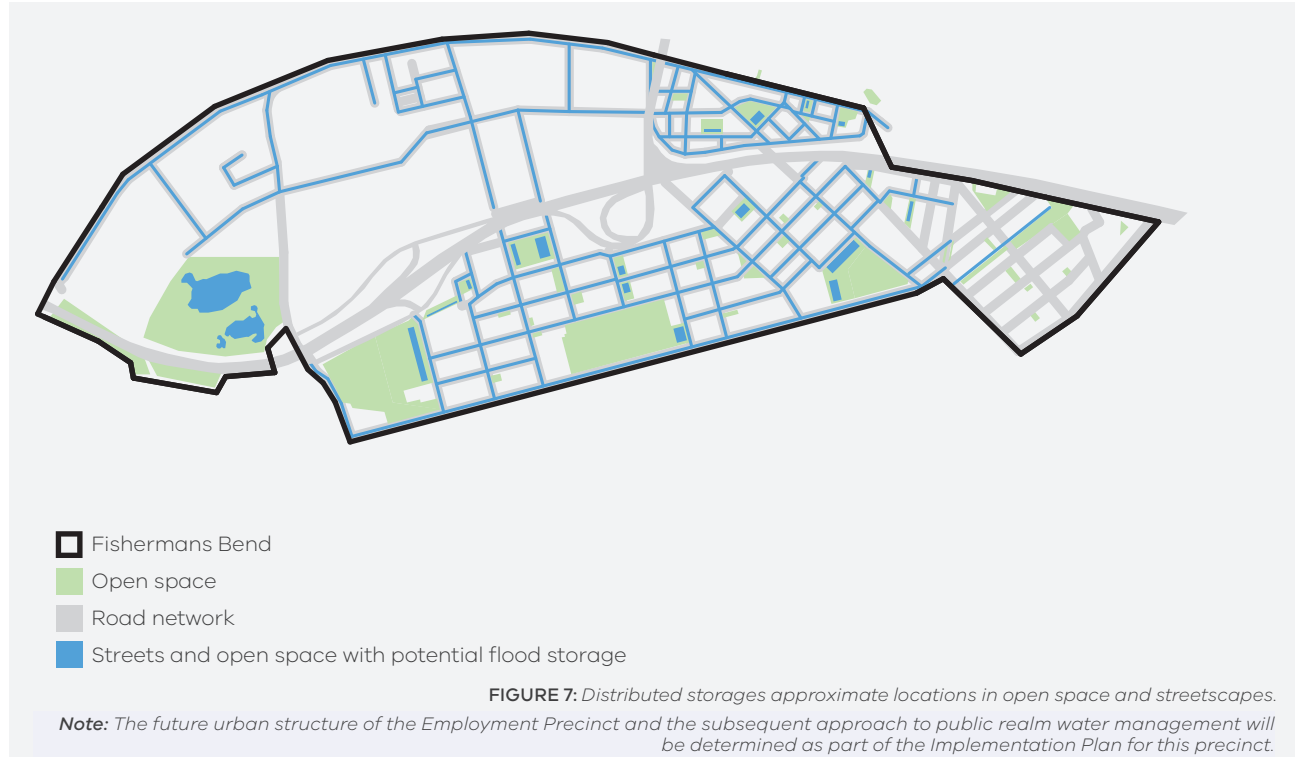 Fishermans Bend
Open space
Road network
Streets and open space with potential flood storage
FIGURE 7: Distributed storages approximate locations in open space and streetscapes.
Note: The future urban structure of the Employment Precinct and the subsequent approach to public realm water management will
be determined as part of the Implementation Plan for this precinct.